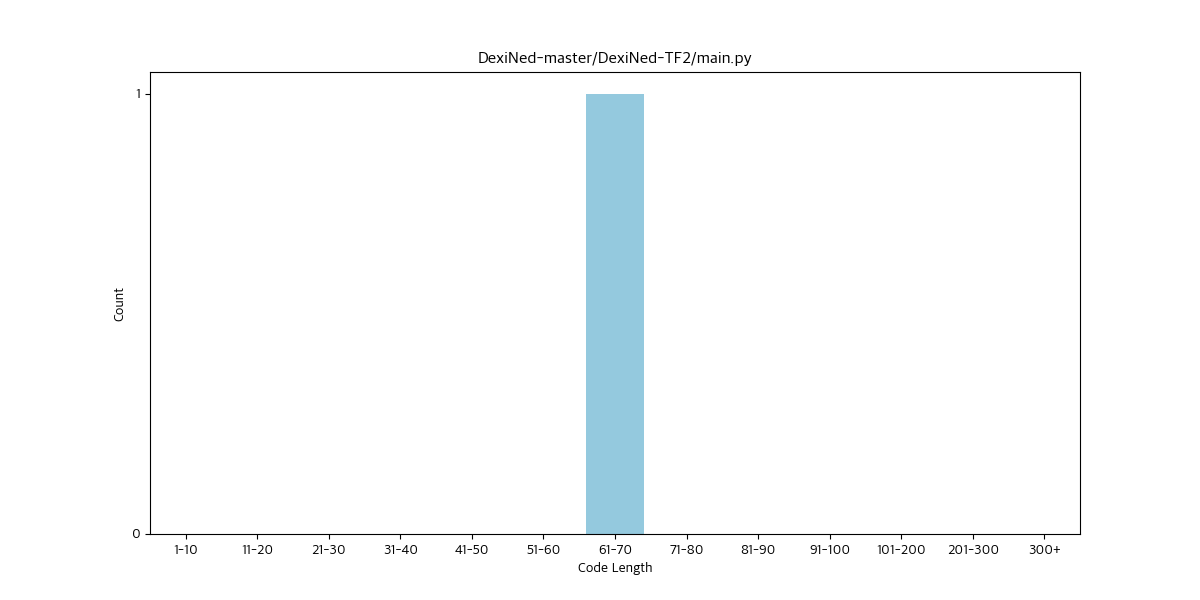 DexiNed-master/DexiNed-TF2/main.py
1
Count
0
1-10 11-20 21-30 31-40 41-50 51-60 61-70 71-80 81-90 91-100 101-200 201-300 300+
Code Length